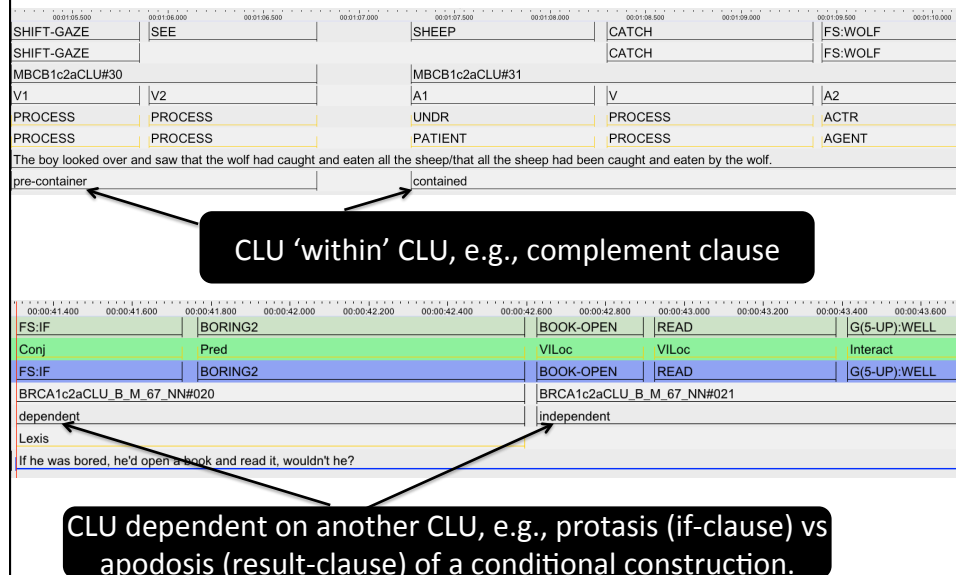 00:01:05.500 00:01:06.000 00:01:06.500 00:01:07.000 00:01:07.500 00:01:08.000 00:01:08.500 00:01:09.000 00:01:09.500 00:01:10.000
SHIFT-GAZE SEE SHEEP CATCH FS:WOLF
SHIFT-GAZE CATCH FS:WOLF
MBCB1c2aCLU#30 MBCB1c2aCLU#31
V1 V2 A1 V A2
PROCESS PROCESS UNDR PROCESS ACTR
PROCESS PROCESS PATIENT PROCESS AGENT
The boy looked over and saw that the wolf had caught and eaten all the sheep/that all the sheep had been caught and eaten by the wolf.
pre-container contained
CLU ‘within’ CLU, e.g., complement clause
00:00:41.400 00:00:41.600 00:00:41.800 00:00:42.000 00:00:42.200 00:00:42.400 00:00:42.600 00:00:42.800 00:00:43.000 00:00:43.200 00:00:43.400 00:00:43.600
FS:IF BORING2 BOOK-OPEN READ G(5-UP):WELL
Conj Pred VILoc VILoc Interact
FS:IF BORING2 BOOK-OPEN READ G(5-UP):WELL
BRCA1c2aCLU_B_M_67_NN#020 BRCA1c2aCLU_B_M_67_NN#021
dependent independent
Lexis
If he was bored, he'd open a book and read it, wouldn't he?
CLU dependent on another CLU, e.g., protasis (if-clause) vs
apodosis (result-clause) of a conditional construction.